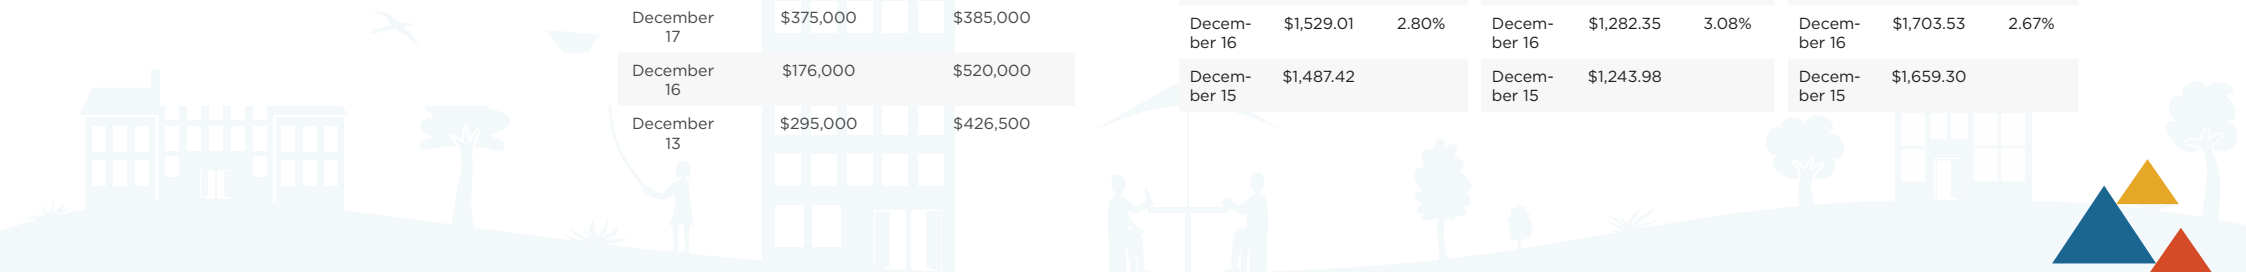 December $375,000 $385,000
17
December $176,000 $520,000
16
December $295,000 $426,500
13
Decem- $1,529.01 2.80%
ber 16
Decem- $1,487.42
ber 15
Decem- $1,282.35 3.08%
ber 16
Decem- $1,243.98
ber 15
Decem- $1,703.53 2.67%
ber 16
Decem- $1,659.30
ber 15